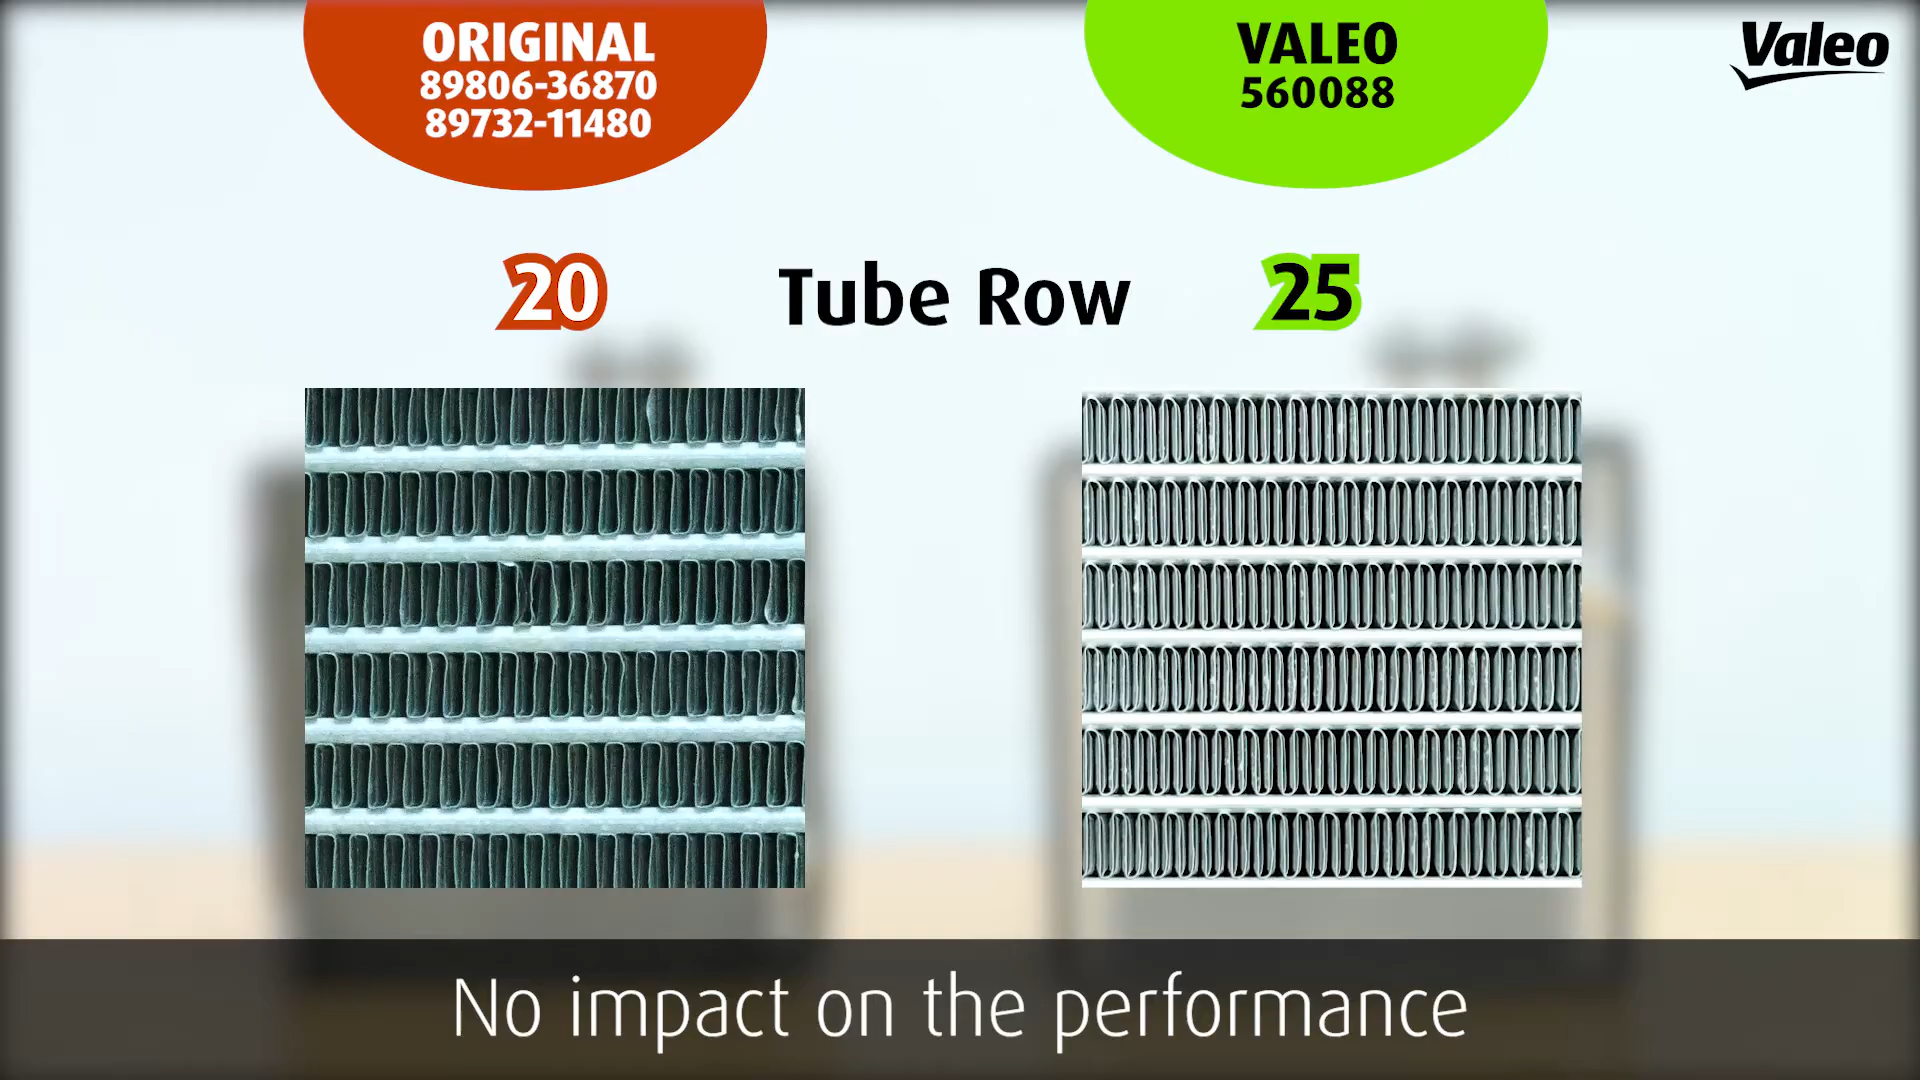 ORIGINAL
89806-36870
89732-11480
VALEO
560088
Valeo
20 Tube Row 25
No impact on the performance